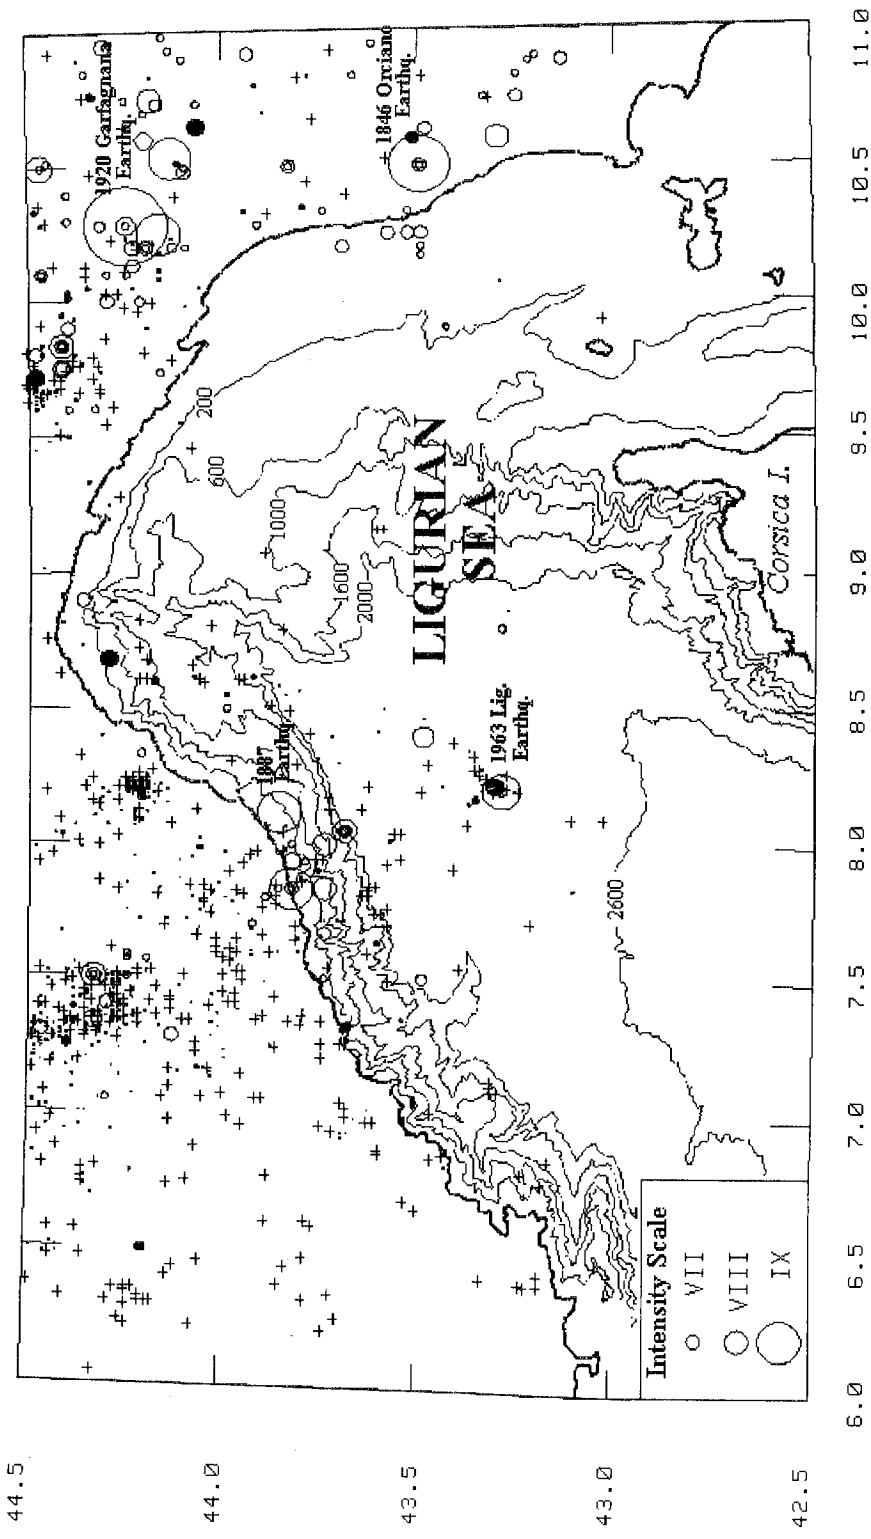 1920 Garfagnana
Earthq.
1846 Orciano
Earthq.
1887
Earthq.
1963 Lig.
Earthq.
LIGURIAN
SEA
Corsica I.
200
600
1000
1600
2000
2600
Intensity Scale
VII
VIII
IX
44.5
44.0
43.5
43.0
42.5
6.0
6.5
7.0
7.5
8.0
8.5
9.0
9.5
10.0
10.5
11.0